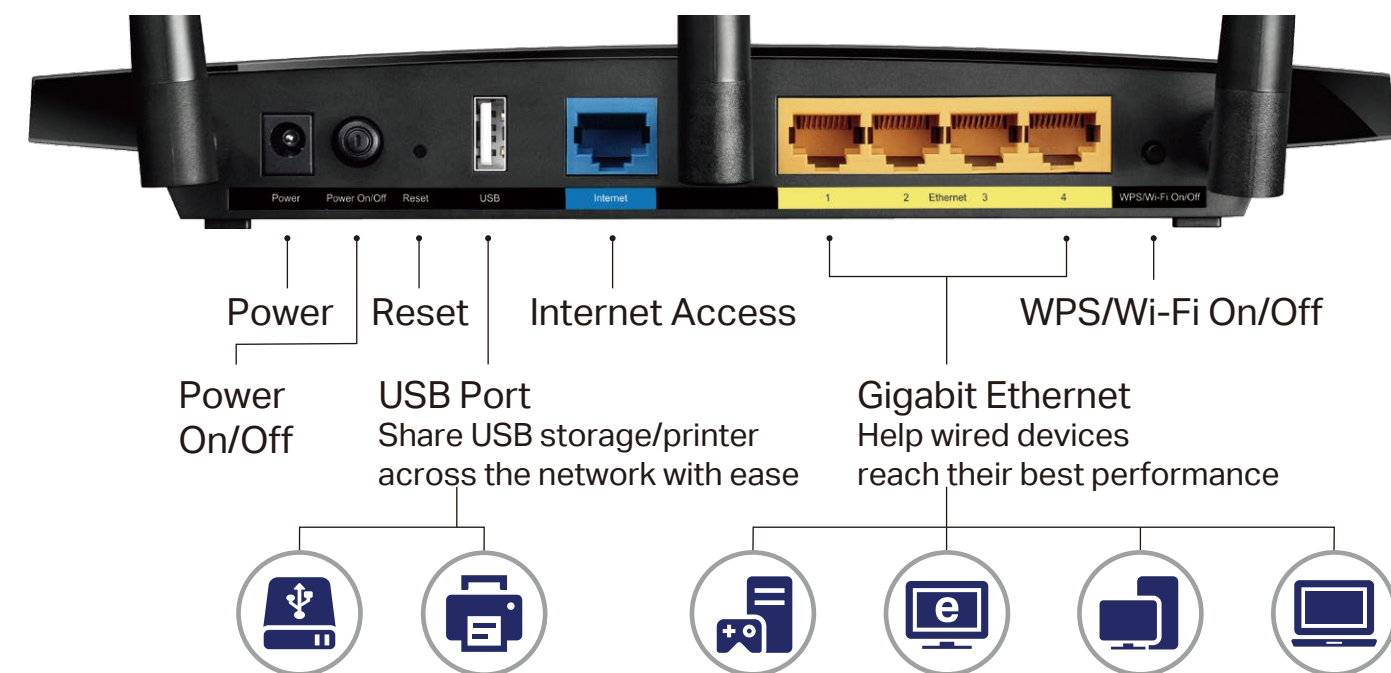 Power Power On/Off Reset USB Internet 1 2 Ethernet 3 4 WPS/Wi-Fi On/Off
Power Reset Internet Access WPS/Wi-Fi On/Off
Power
On/Off
USB Port
Share USB storage/printer
across the network with ease
Gigabit Ethernet
Help wired devices
reach their best performance
e